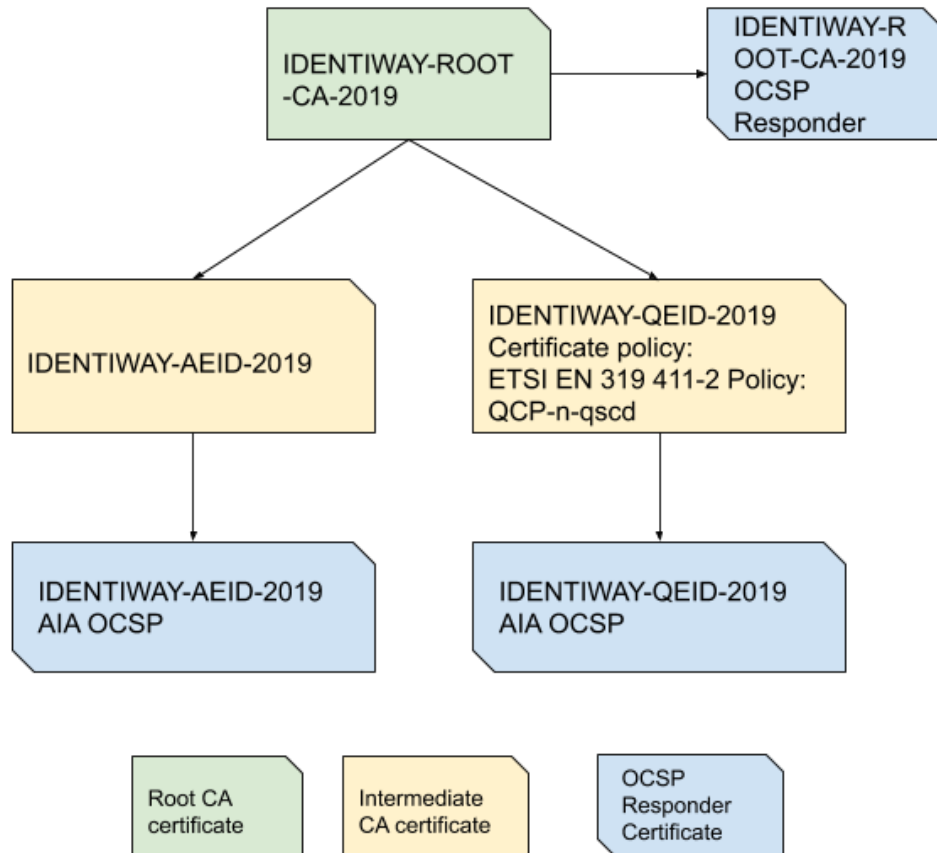 IDENTIWAY-ROOT
-CA-2019
IDENTIWAY-R
OOT-CA-2019
OCSP
Responder
IDENTIWAY-AEID-2019
IDENTIWAY-QEID-2019
Certificate policy:
ETSI EN 319 411-2 Policy:
QCP-n-qscd
IDENTIWAY-AEID-2019
AIA OCSP
IDENTIWAY-QEID-2019
AIA OCSP
Root CA
certificate
Intermediate
CA certificate
OCSP
Responder
Certificate